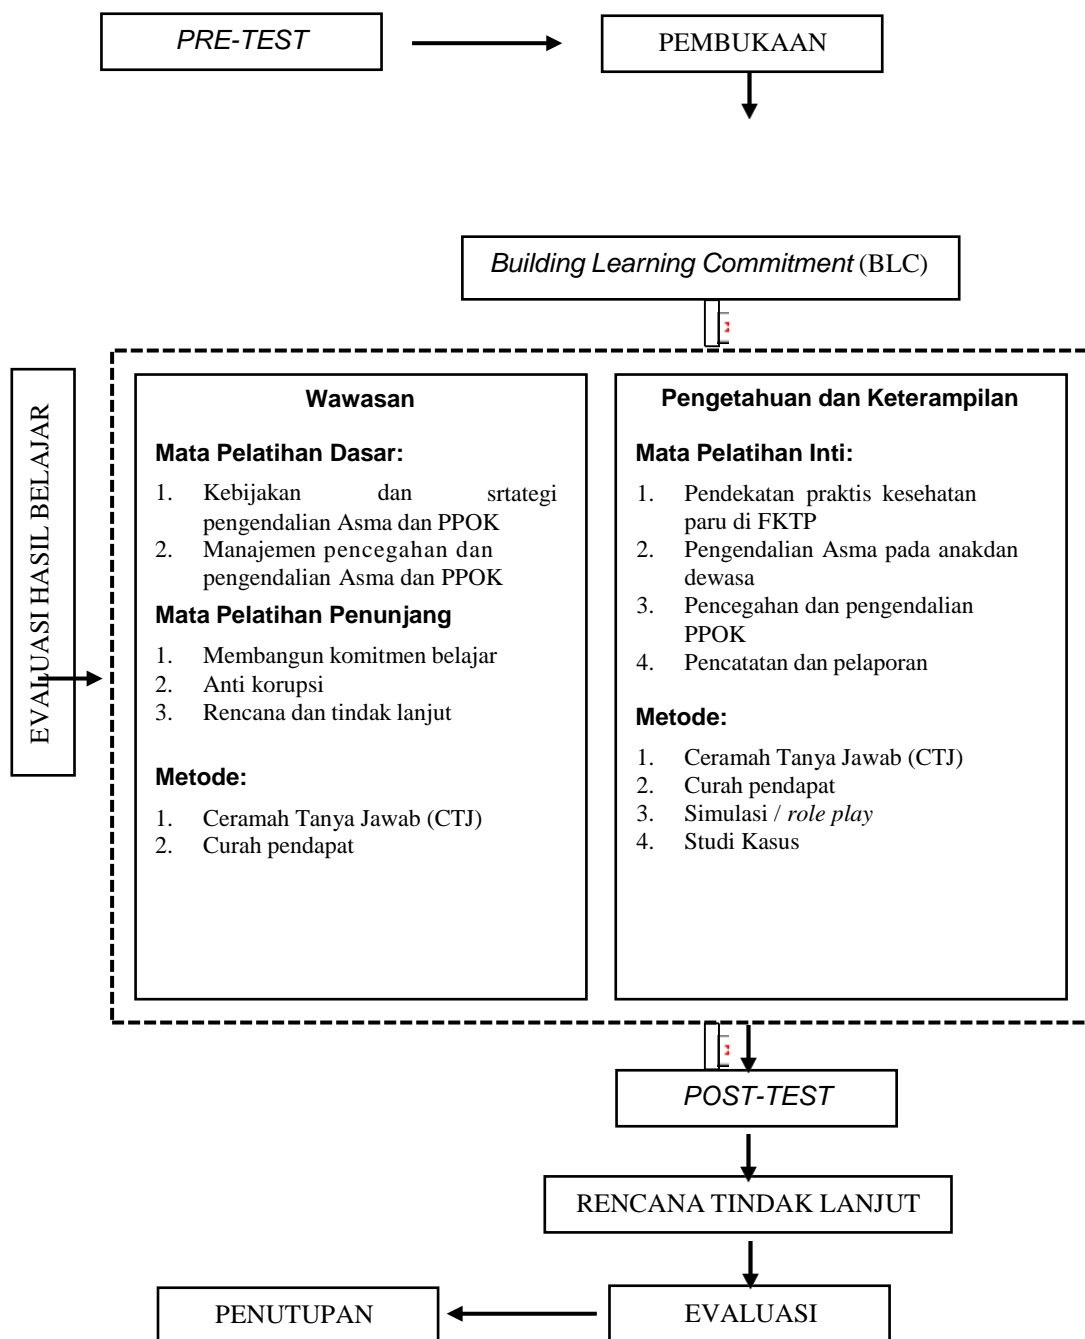 PRE-TEST
PEMBUKAAN
Building Learning Commitment (BLC)
EVALUASI HASIL BELAJAR
Wawasan
Mata Pelatihan Dasar:
1. Kebijakan dan srtategi
pengendalian Asma dan PPOK
2. Manajemen pencegahan dan
pengendalian Asma dan PPOK
Mata Pelatihan Penunjang
1. Membangun komitmen belajar
2. Anti korupsi
3. Rencana dan tindak lanjut
Metode:
1. Ceramah Tanya Jawab (CTJ)
2. Curah pendapat
Pengetahuan dan Keterampilan
Mata Pelatihan Inti:
1. Pendekatan praktis kesehatan
paru di FKTP
2. Pengendalian Asma pada anakdan
dewasa
3. Pencegahan dan pengendalian
PPOK
4. Pencatatan dan pelaporan
Metode:
1. Ceramah Tanya Jawab (CTJ)
2. Curah pendapat
3. Simulasi / role play
4. Studi Kasus
POST-TEST
RENCANA TINDAK LANJUT
PENUTUPAN
EVALUASI